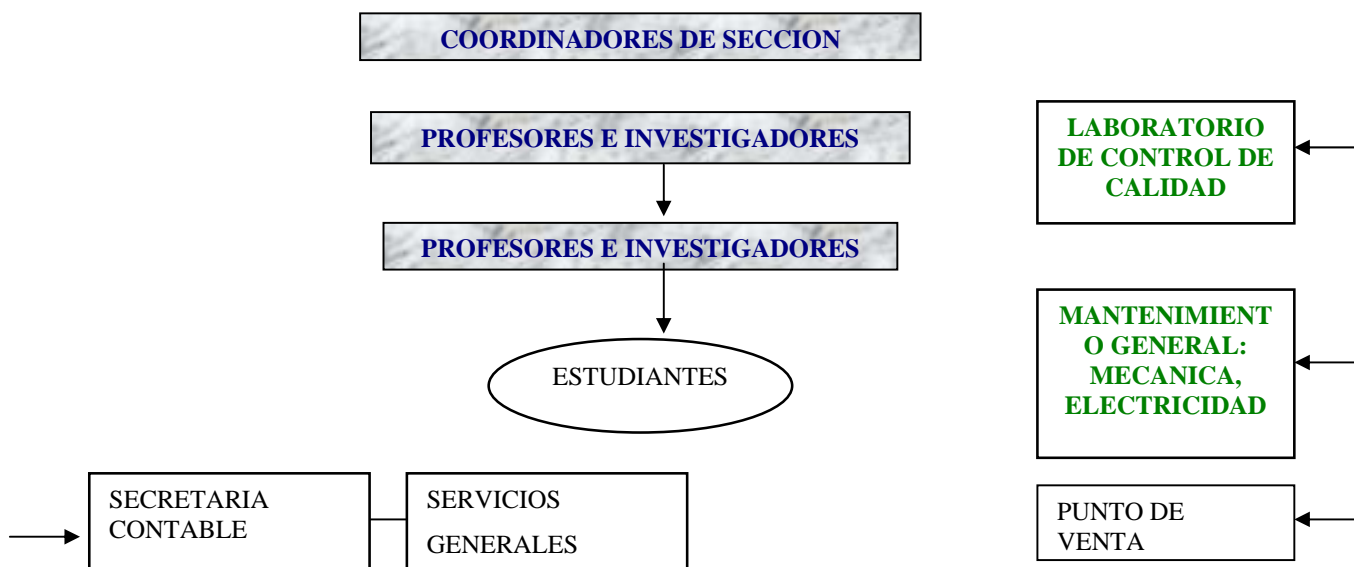 COORDINADORES DE SECCION
PROFESORES E INVESTIGADORES
PROFESORES E INVESTIGADORES
ESTUDIANTES
LABORATORIO
DE CONTROL DE
CALIDAD
MANTENIMIENT
O GENERAL:
MECANICA,
ELECTRICIDAD
SECRETARIA
CONTABLE
SERVICIOS
GENERALES
PUNTO DE
VENTA